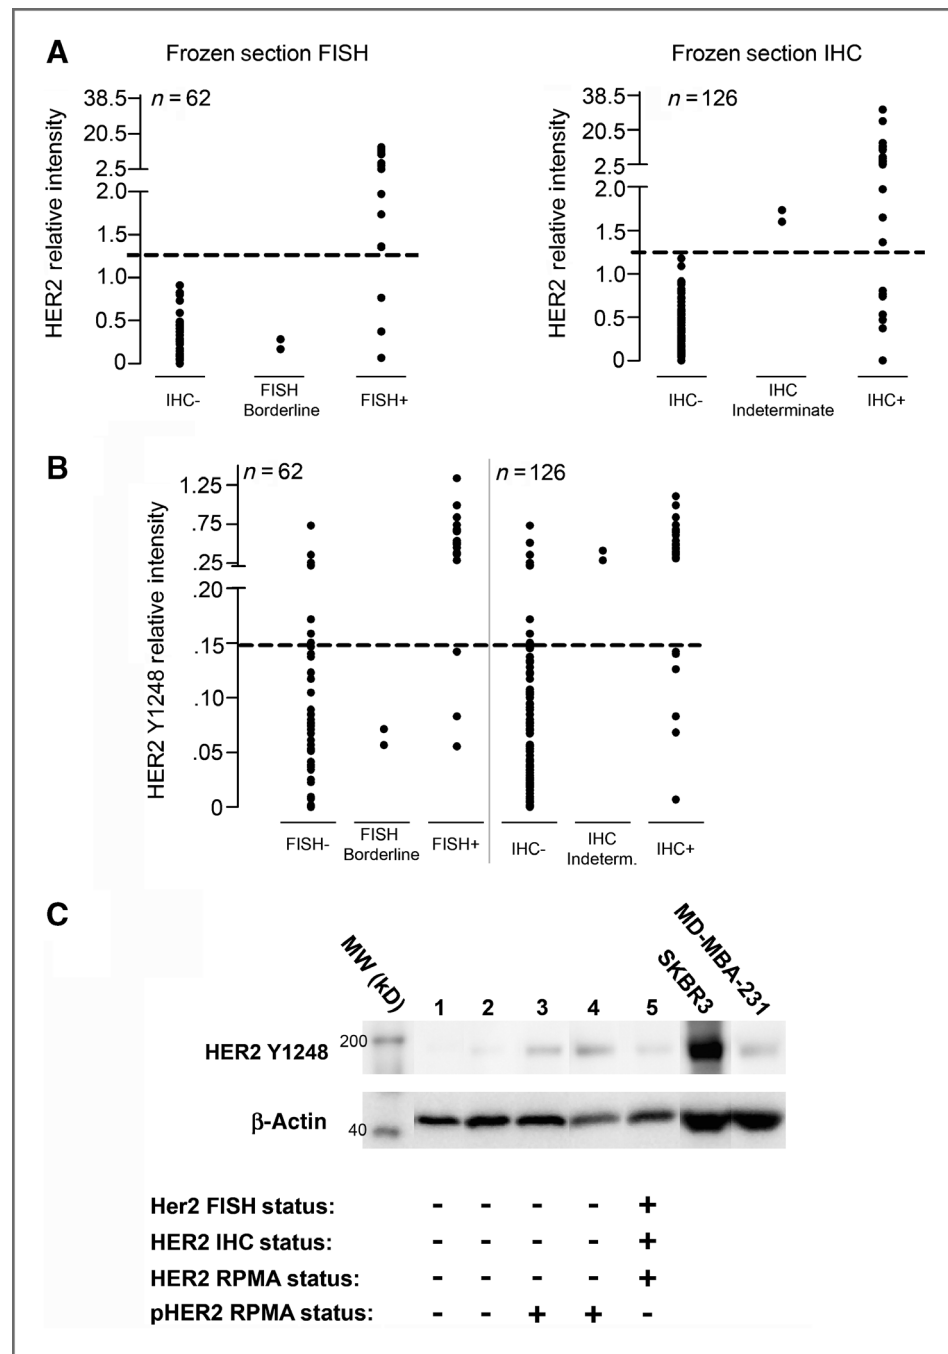 A
Frozen section FISH
Frozen section IHC
HER2 relative intensity
n = 62
38.5
20.5
2.5
2.0
1.5
1.0
0.5
0
IHC-
FISH
Borderline
FISH+
HER2 relative intensity
n = 126
38.5
20.5
2.5
2.0
1.5
1.0
0.5
0
IHC-
IHC
Indeterminate
IHC+
B
HER2 Y1248 relative intensity
n = 62
n = 126
1.25
.75
.25
.20
.15
.10
.05
0
FISH-
FISH
Borderline
FISH+
IHC-
IHC
Indeterm.
IHC+
C
MW (kD)
1 2 3 4 5
SKBR3
MD-MBA-231
HER2 Y1248
200
β-Actin
40
Her2 FISH status: - - - - +
HER2 IHC status: - - - - +
HER2 RPMA status: - - - - +
pHER2 RPMA status: - - + + -